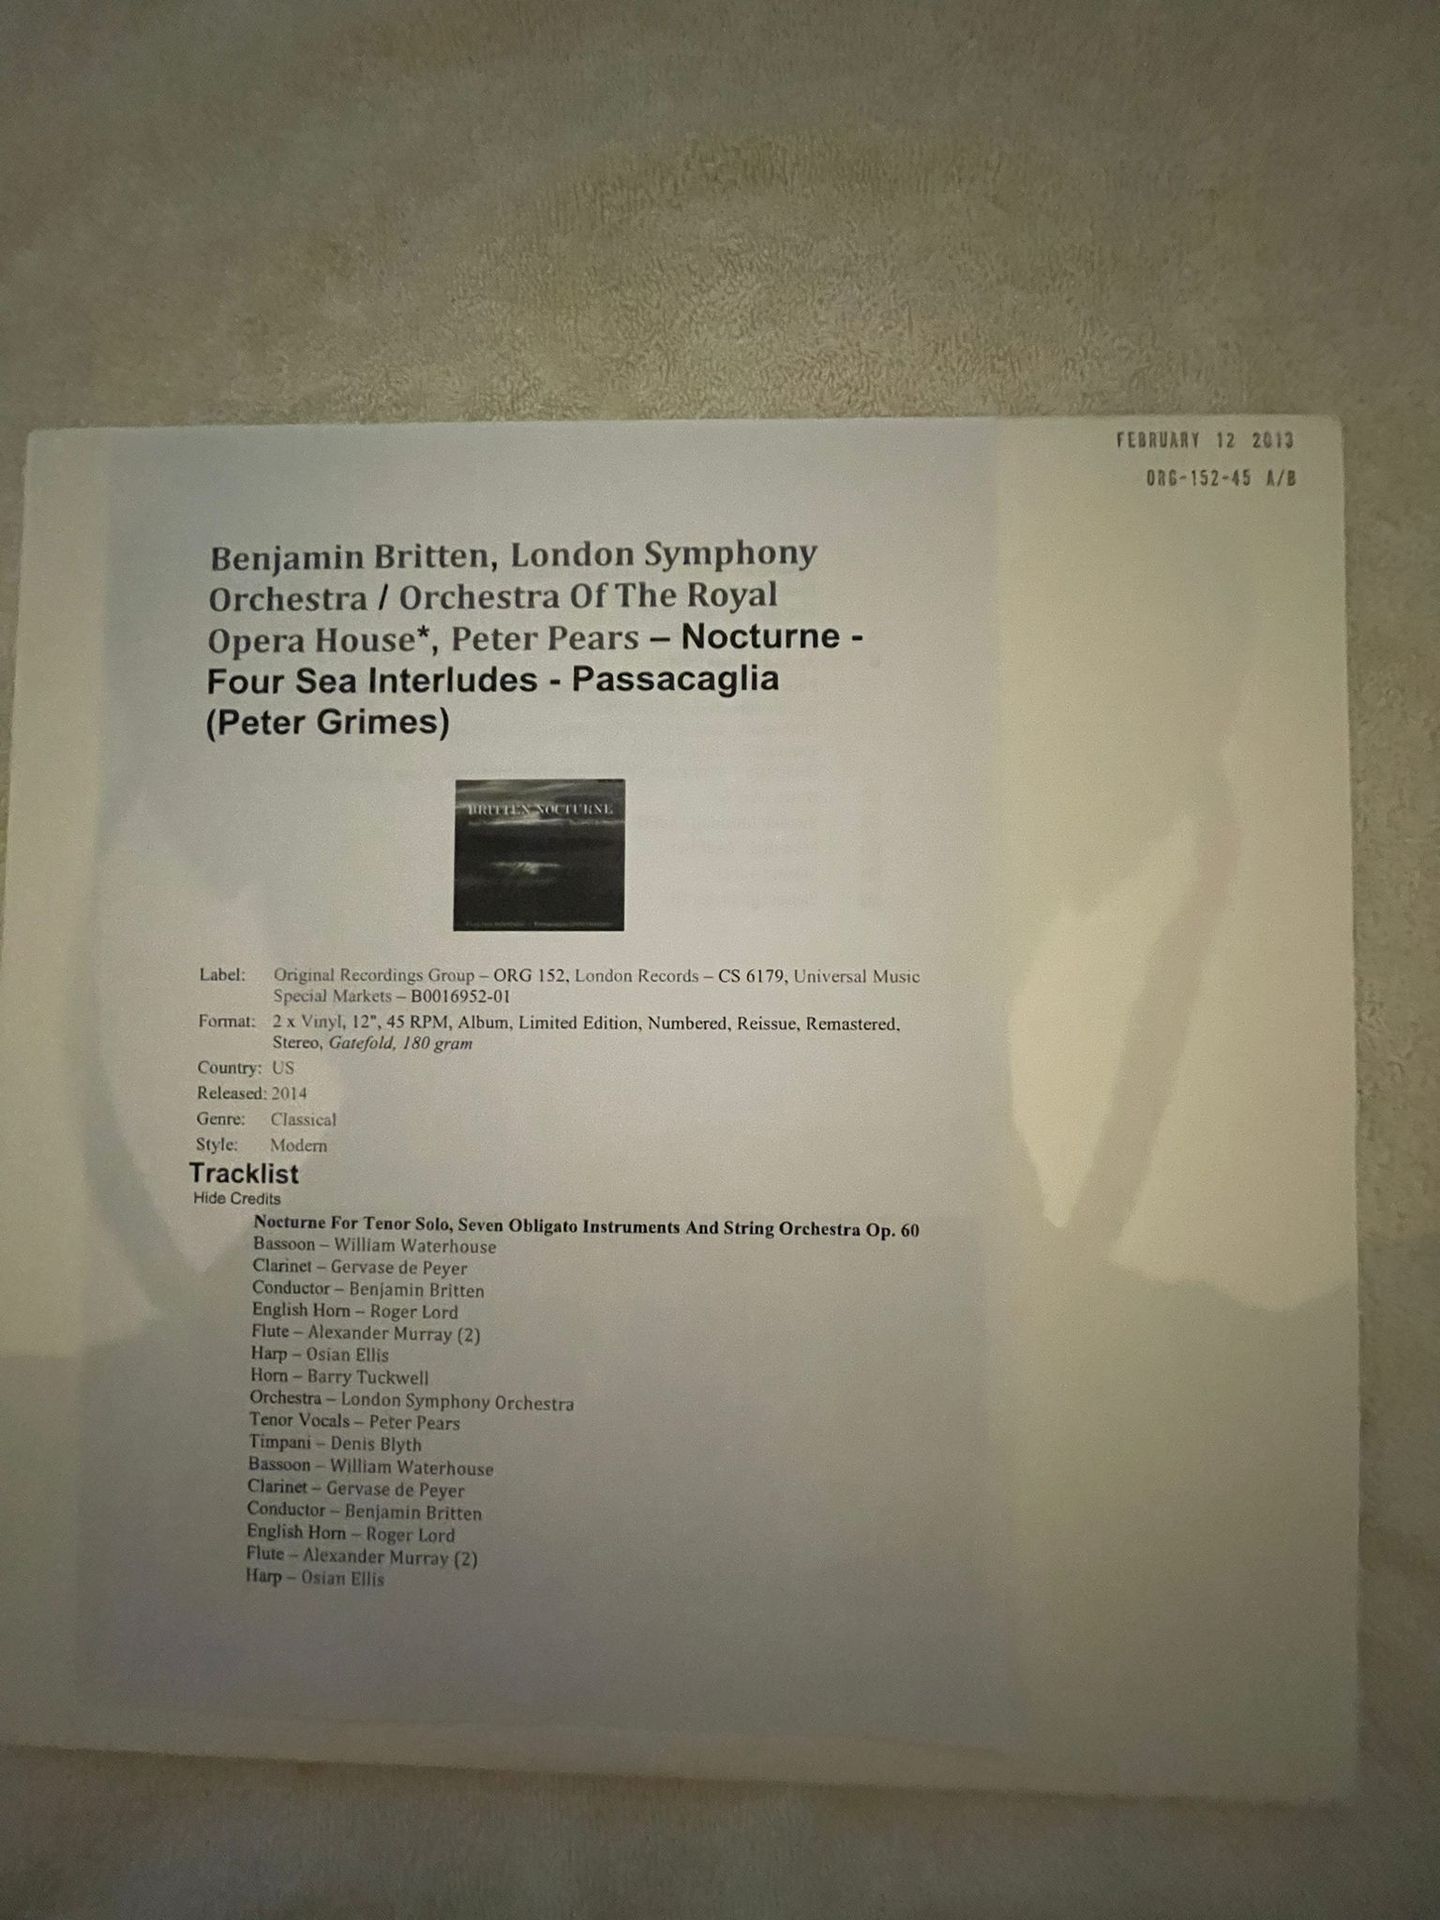 FEBRUARY 12 2013
ORG-152-45 A/B
Benjamin Britten, London Symphony
Orchestra / Orchestra Of The Royal
Opera House*, Peter Pears – Nocturne -
Four Sea Interludes - Passacaglia
(Peter Grimes)
BRITTEN NOCTURNE
Label: Original Recordings Group – ORG 152, London Records – CS 6179, Universal Music
Special Markets – B0016952-01
Format: 2 x Vinyl, 12", 45 RPM, Album, Limited Edition, Numbered, Reissue, Remastered,
Stereo, Gatefold, 180 gram
Country: US
Released: 2014
Genre: Classical
Style: Modern
Tracklist
Hide Credits
Nocturne For Tenor Solo, Seven Obligato Instruments And String Orchestra Op. 60
Bassoon – William Waterhouse
Clarinet – Gervase de Peyer
Conductor – Benjamin Britten
English Horn – Roger Lord
Flute – Alexander Murray (2)
Harp – Osian Ellis
Horn – Barry Tuckwell
Orchestra – London Symphony Orchestra
Tenor Vocals – Peter Pears
Timpani – Denis Blyth
Bassoon – William Waterhouse
Clarinet – Gervase de Peyer
Conductor – Benjamin Britten
English Horn – Roger Lord
Flute – Alexander Murray (2)
Harp – Osian Ellis